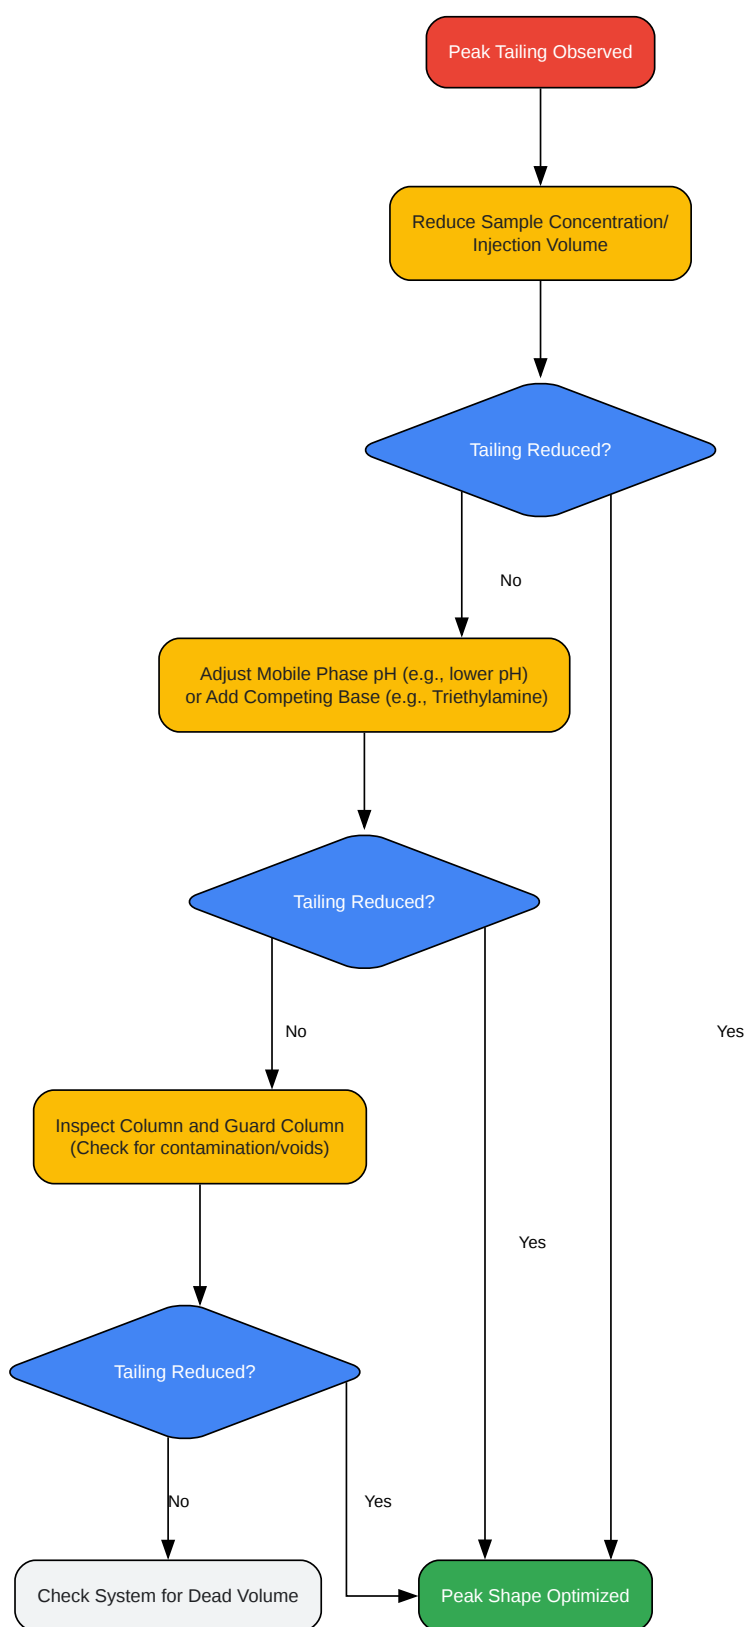 Peak Tailing Observed
Reduce Sample Concentration/
Injection Volume
Tailing Reduced?
No
Adjust Mobile Phase pH (e.g., lower pH)
or Add Competing Base (e.g., Triethylamine)
Tailing Reduced?
No
Yes
Inspect Column and Guard Column
(Check for contamination/voids)
Yes
Tailing Reduced?
No
Yes
Check System for Dead Volume
Peak Shape Optimized